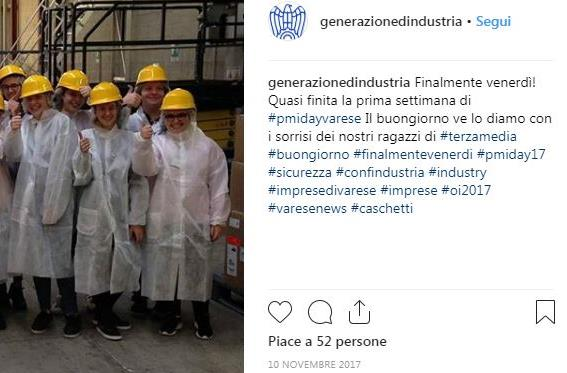 generazionedindustria • Segui
generazionedindustria Finalmente venerdì!
Quasi finita la prima settimana di
#pmidayvarese Il buongiorno ve lo diamo con
i sorrisi dei nostri ragazzi di #terzamedia
#buongiorno #finalmentevenerdi #pmiday17
#sicurezza #confindustria #industry
#impresedivarese #imprese #oi2017
#varesenews #caschetti
Piace a 52 persone
10 NOVEMBRE 2017